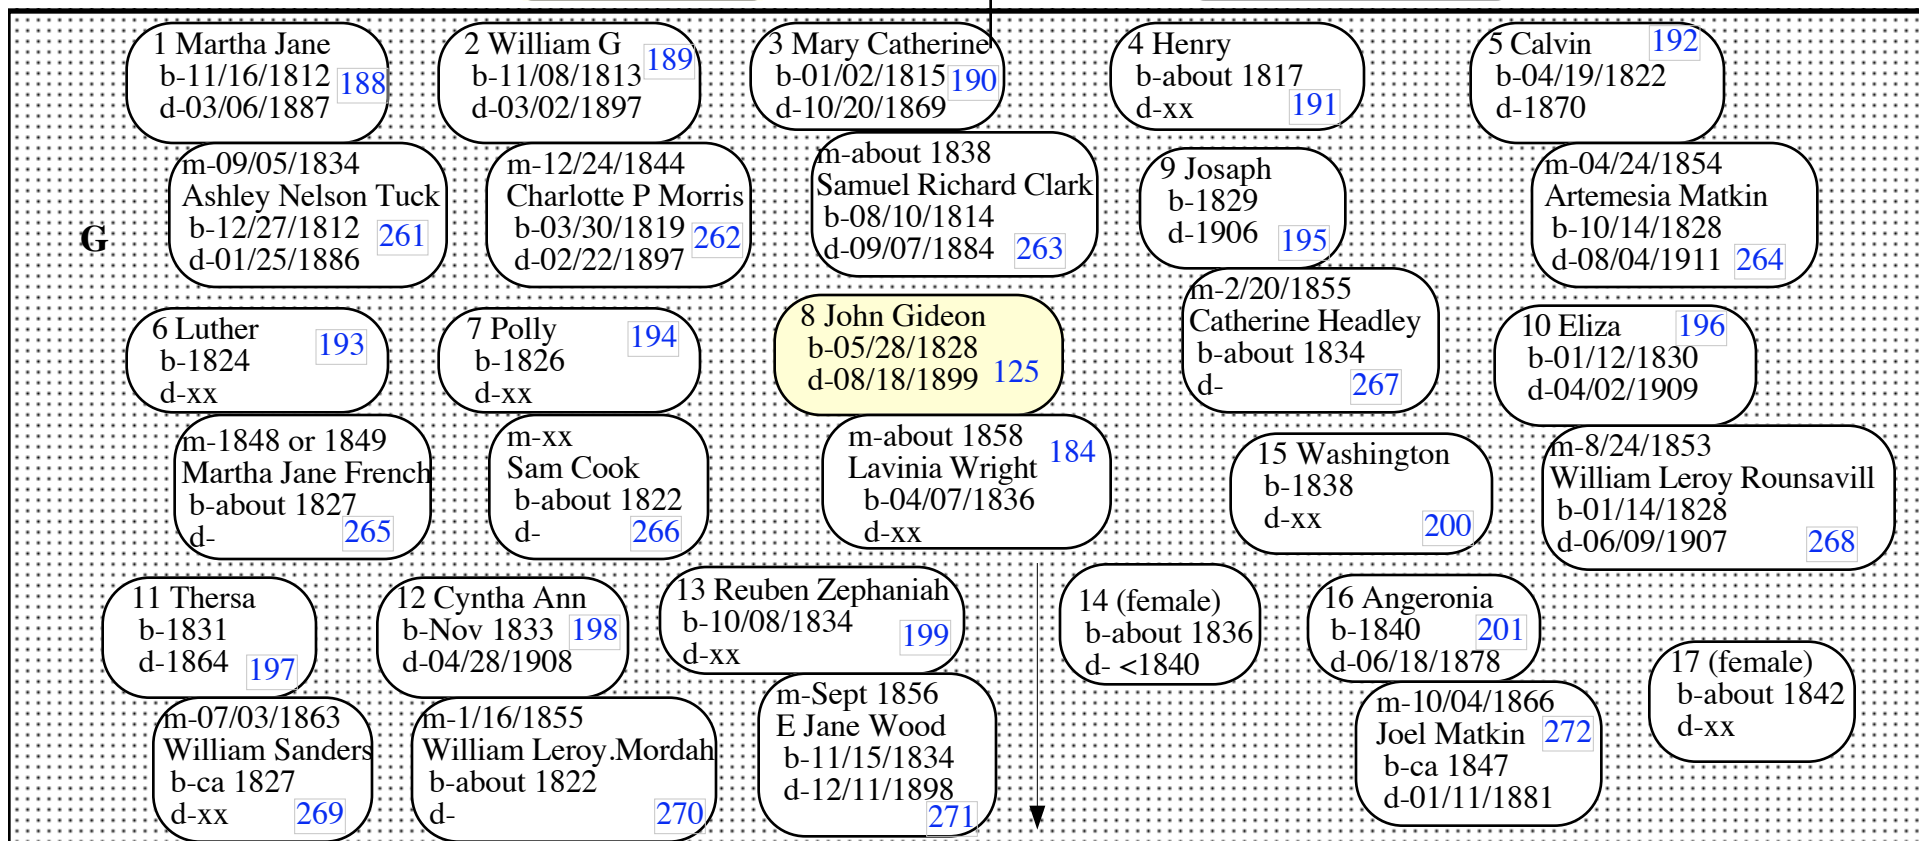 1 Martha Jane
b-11/16/1812 188
d-03/06/1887
m-09/05/1834
Ashley Nelson Tuck
b-12/27/1812 261
d-01/25/1886
2 William G 189
b-11/08/1813
d-03/02/1897
m-12/24/1844
Charlotte P Morris
b-03/30/1819 262
d-02/22/1897
3 Mary Catherine
b-01/02/1815 190
d-10/20/1869
m-about 1838
Samuel Richard Clark
b-08/10/1814
d-09/07/1884 263
4 Henry
b-about 1817
d-xx 191
5 Calvin 192
b-04/19/1822
d-1870
m-04/24/1854
Artemesia Matkin
b-10/14/1828
d-08/04/1911 264
G
9 Josaph
b-1829
d-1906 195
m-2/20/1855
Catherine Headley
b-about 1834
d- 267
6 Luther 193
b-1824
d-xx
m-1848 or 1849
Martha Jane French
b-about 1827
d- 265
7 Polly 194
b-1826
d-xx
m-xx
Sam Cook
b-about 1822
d- 266
8 John Gideon
b-05/28/1828
d-08/18/1899 125
m-about 1858 184
Lavinia Wright
b-04/07/1836
d-xx
10 Eliza 196
b-01/12/1830
d-04/02/1909
m-8/24/1853
William Leroy Rounsavill
b-01/14/1828
d-06/09/1907 268
15 Washington
b-1838
d-xx 200
11 Thersa
b-1831
d-1864 197
m-07/03/1863
William Sanders
b-ca 1827
d-xx 269
12 Cyntha Ann
b-Nov 1833 198
d-04/28/1908
m-1/16/1855
William Leroy.Mordah
b-about 1822
d- 270
13 Reuben Zephaniah
b-10/08/1834 199
d-xx
m-Sept 1856
E Jane Wood
b-11/15/1834
d-12/11/1898
271
14 (female)
b-about 1836
d- <1840
16 Angeronia
b-1840 201
d-06/18/1878
m-10/04/1866
Joel Matkin 272
b-ca 1847
d-01/11/1881
17 (female)
b-about 1842
d-xx